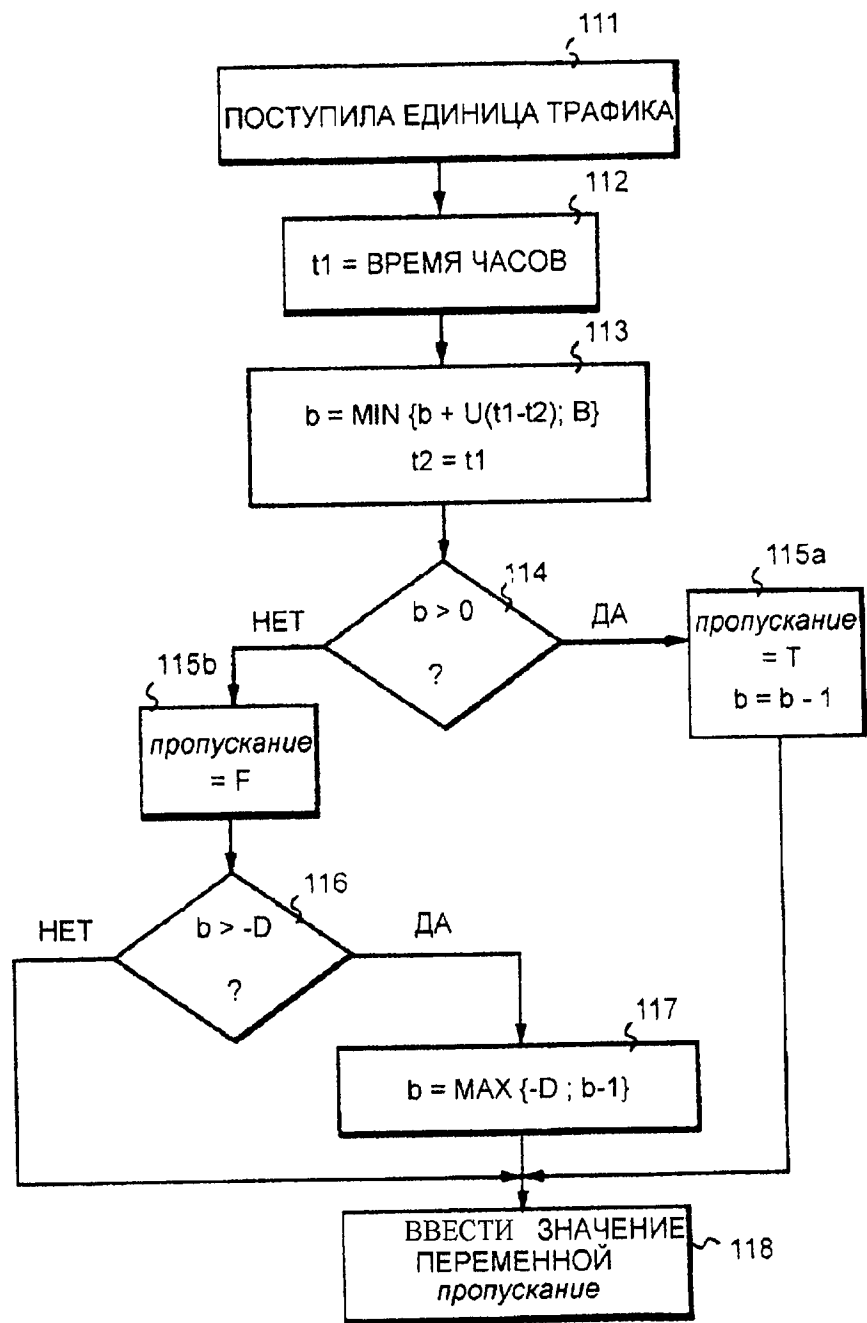 111
ПОСТУПИЛА ЕДИНИЦА ТРАФИКА
112
t1 = ВРЕМЯ ЧАСОВ
113
b = MIN {b + U(t1-t2); B}
t2 = t1
114
b > 0
?
НЕТ
ДА
115a
пропускание
= T
b = b - 1
115b
пропускание
= F
116
b > -D
?
НЕТ
ДА
117
b = MAX {-D ; b-1}
ВВЕСТИ ЗНАЧЕНИЕ
ПЕРЕМЕННОЙ
пропускание
118